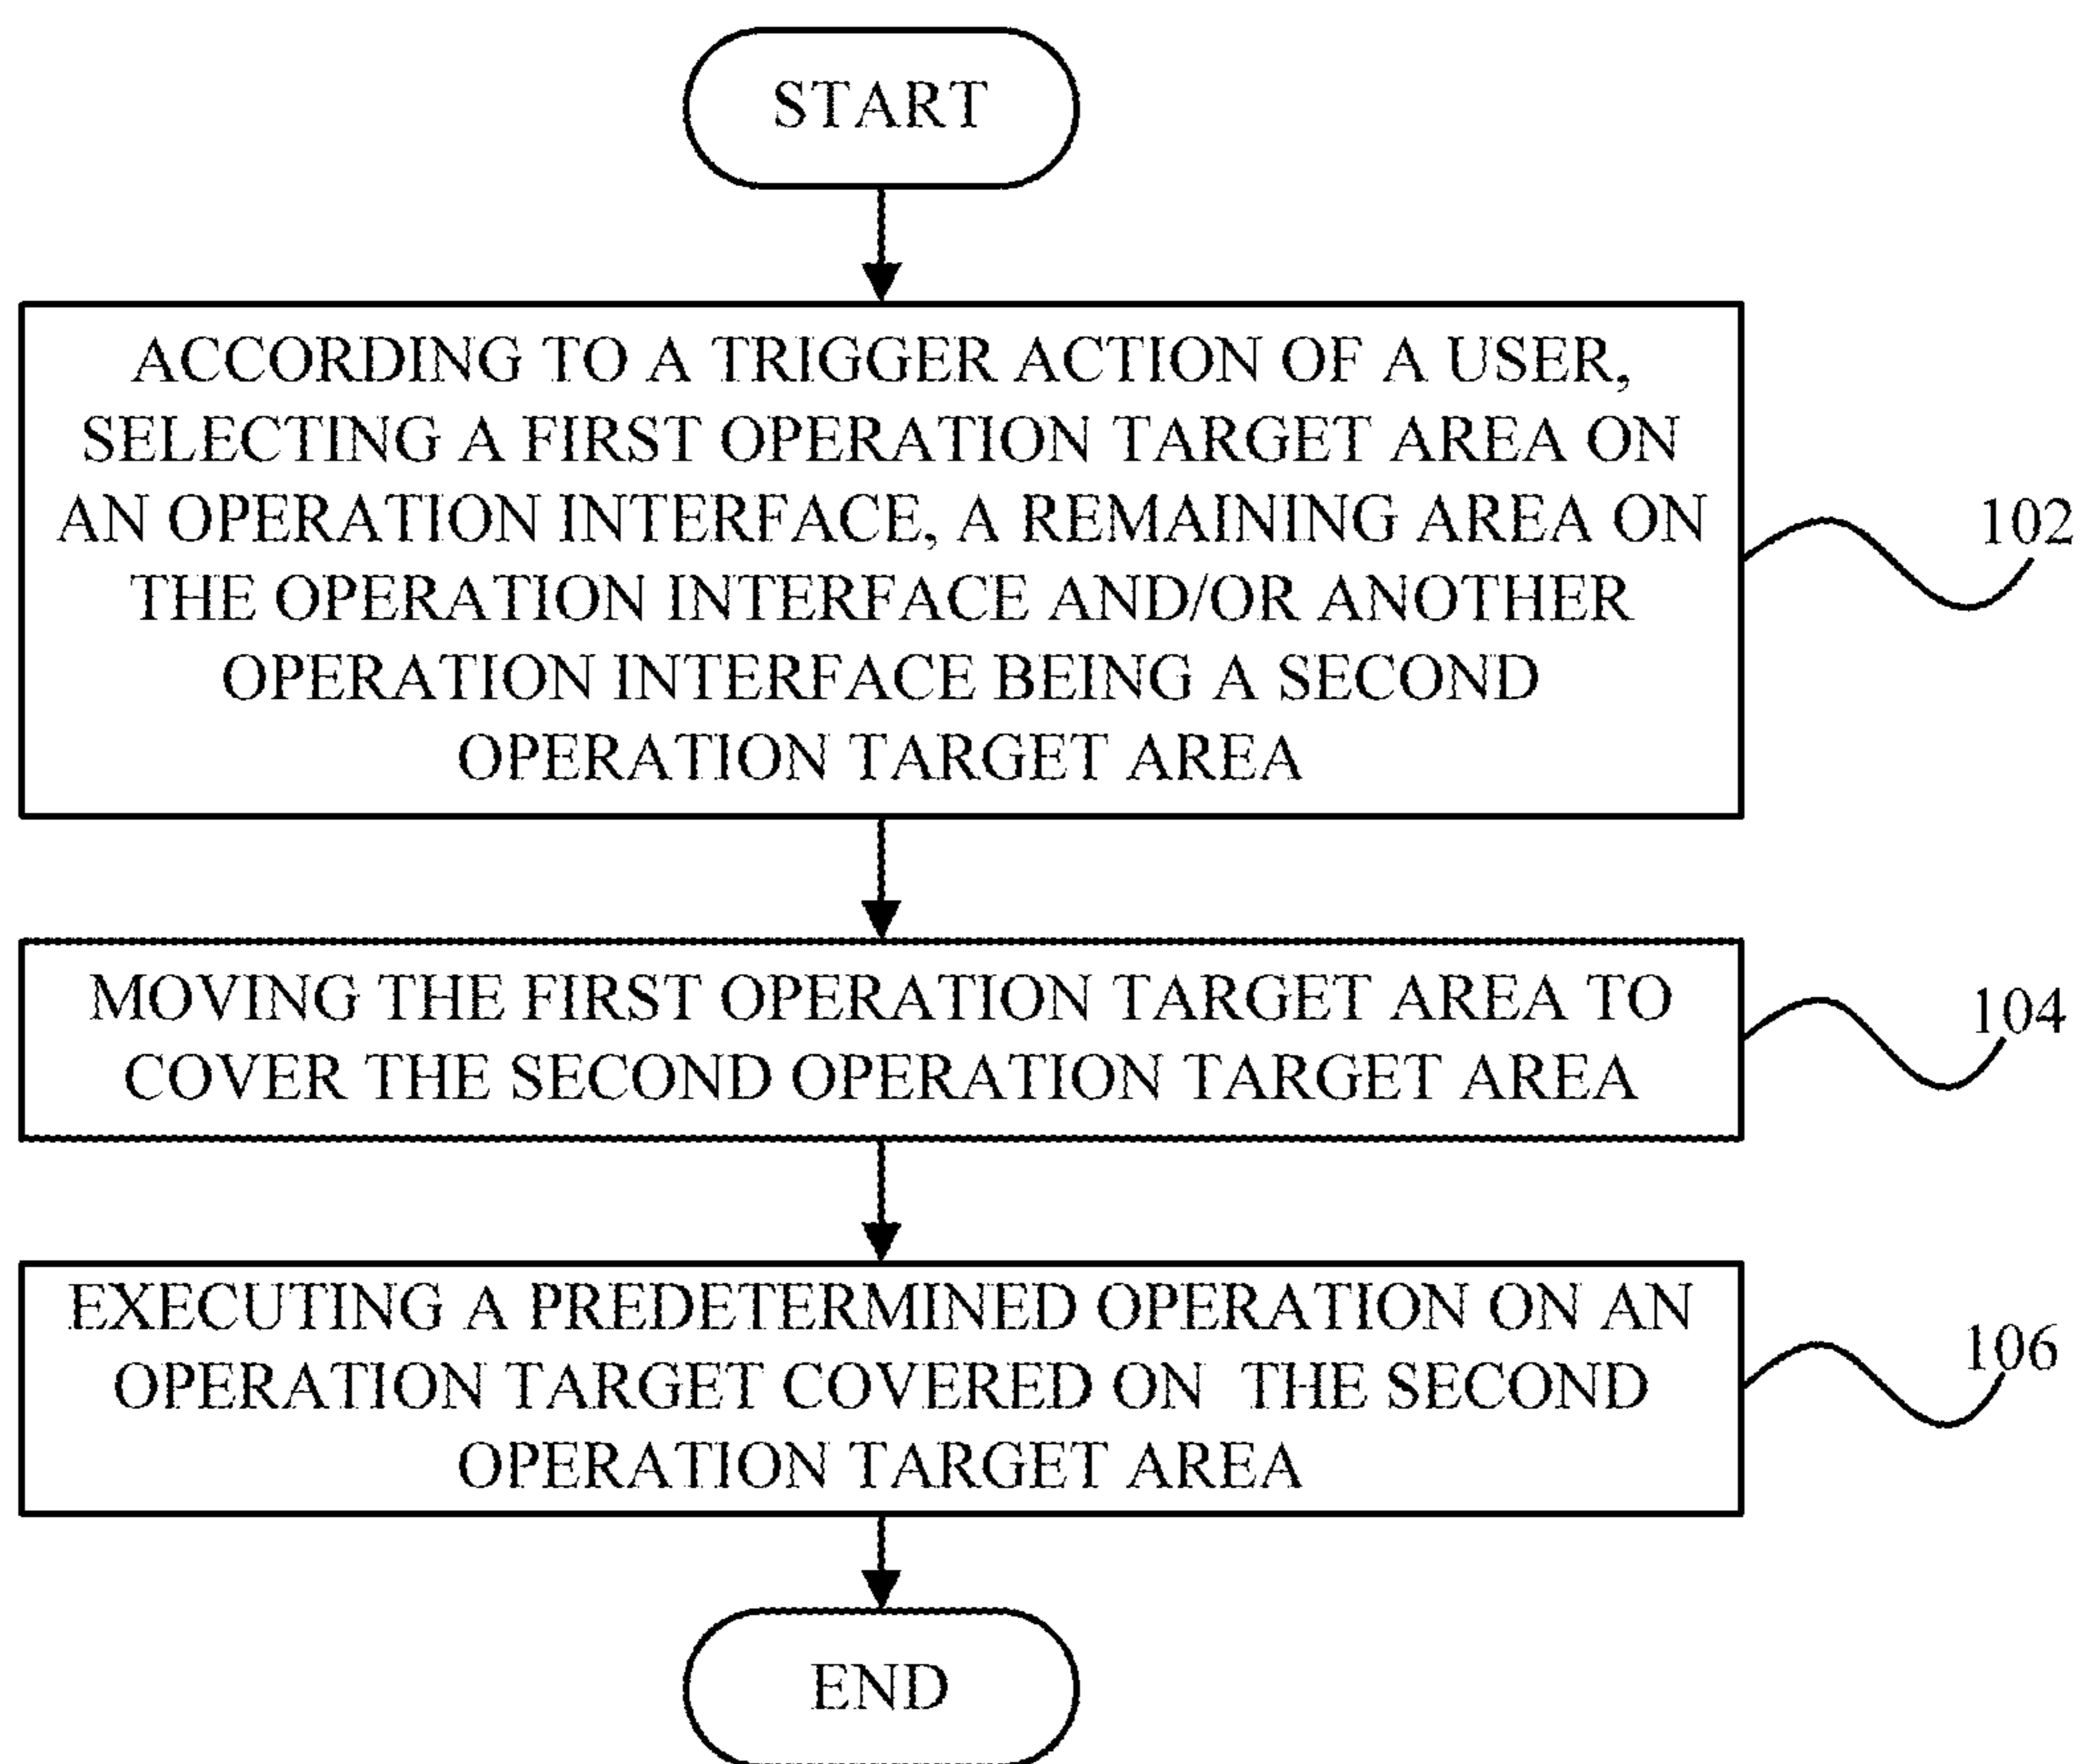 START
ACCORDING TO A TRIGGER ACTION OF A USER,
SELECTING A FIRST OPERATION TARGET AREA ON
AN OPERATION INTERFACE, A REMAINING AREA ON
THE OPERATION INTERFACE AND/OR ANOTHER
OPERATION INTERFACE BEING A SECOND
OPERATION TARGET AREA
102
MOVING THE FIRST OPERATION TARGET AREA TO
COVER THE SECOND OPERATION TARGET AREA
104
EXECUTING A PREDETERMINED OPERATION ON AN
OPERATION TARGET COVERED ON THE SECOND
OPERATION TARGET AREA
106
END